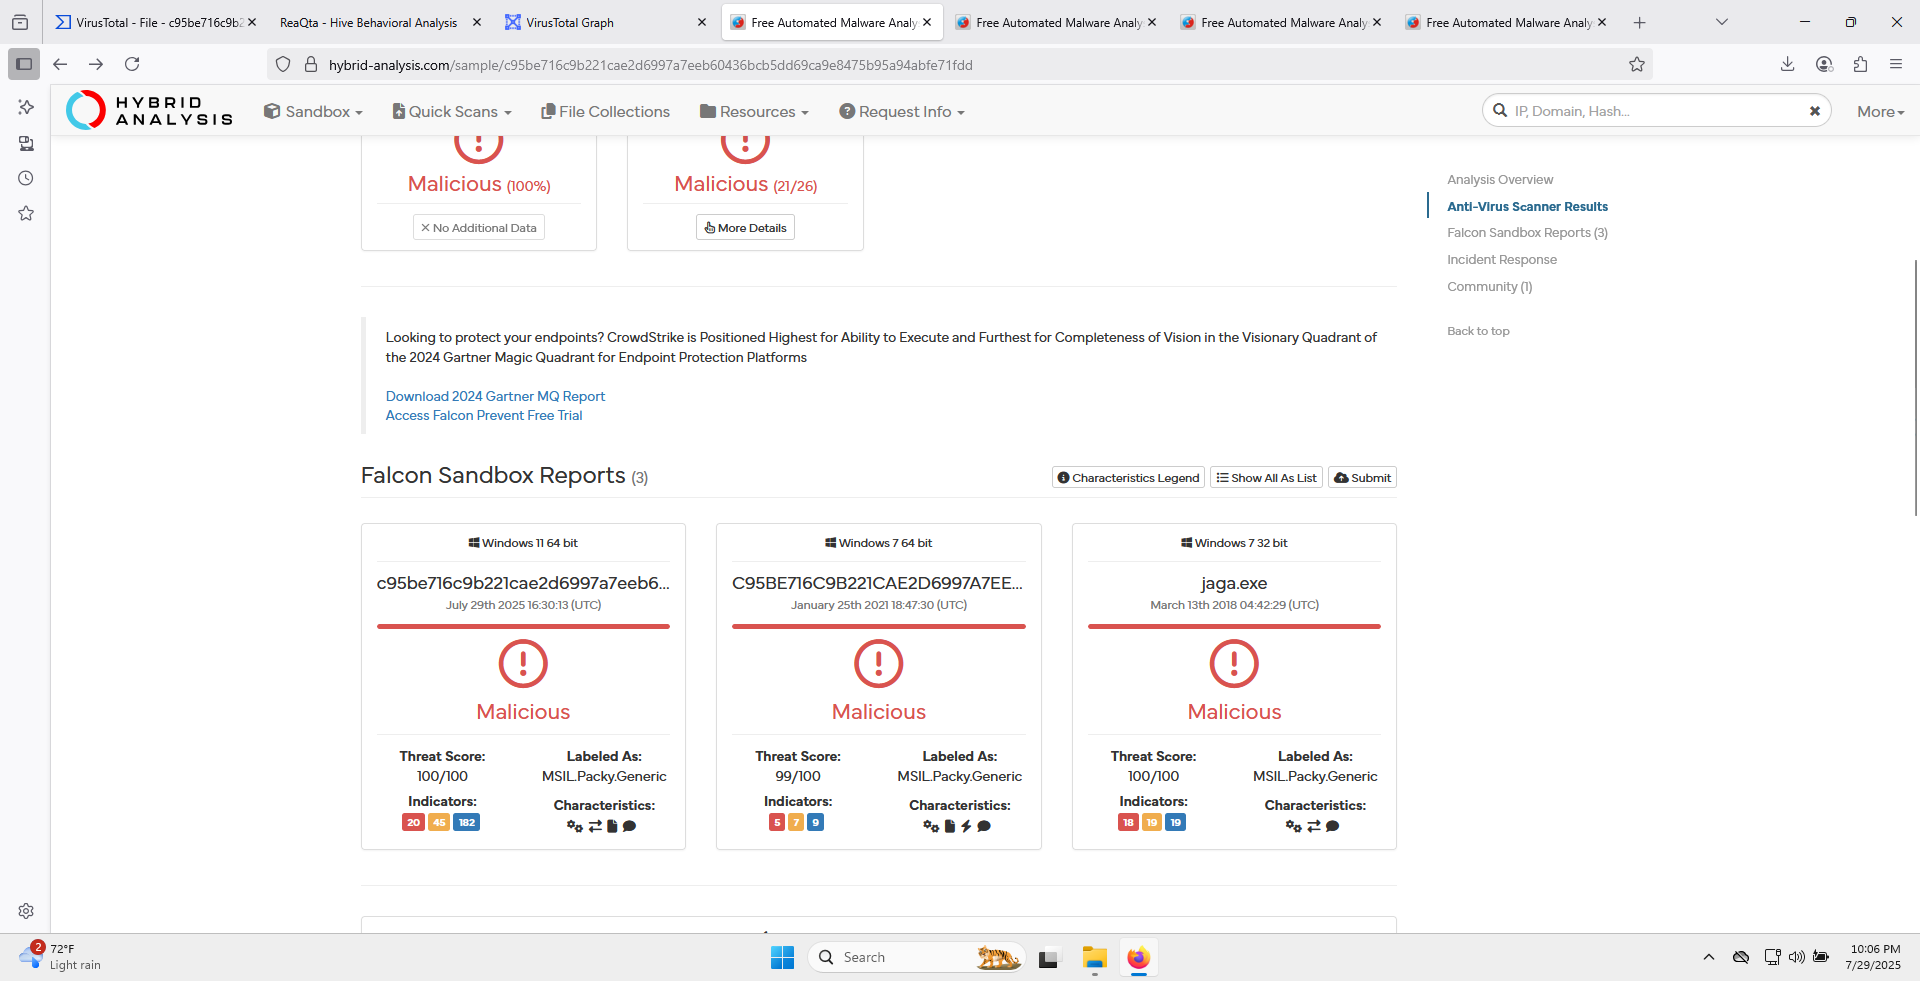 VirusTotal - File - c95be716c9b2
ReaQta - Hive Behavioral Analysis
VirusTotal Graph
Free Automated Malware Analy
Free Automated Malware Analy
Free Automated Malware Analy
Free Automated Malware Analy
hybrid-analysis.com/sample/c95be716c9b221cae2d6997a7eeb60436bcb5dd69ca9e8475b95a94abfe71fdd
HYBRID
ANALYSIS
Sandbox
Quick Scans
File Collections
Resources
Request Info
IP, Domain, Hash...
More
Malicious (100%)
No Additional Data
Malicious (21/26)
More Details
Analysis Overview
Anti-Virus Scanner Results
Falcon Sandbox Reports (3)
Incident Response
Community (1)
Back to top
Looking to protect your endpoints? CrowdStrike is Positioned Highest for Ability to Execute and Furthest for Completeness of Vision in the Visionary Quadrant of
the 2024 Gartner Magic Quadrant for Endpoint Protection Platforms
Download 2024 Gartner MQ Report
Access Falcon Prevent Free Trial
Falcon Sandbox Reports (3)
Characteristics Legend
Show All As List
Submit
Windows 11 64 bit
c95be716c9b221cae2d6997a7eeb6...
July 29th 2025 16:30:13 (UTC)
Malicious
Threat Score:
100/100
Labeled As:
MSIL.Packy.Generic
Indicators:
20 45 182
Characteristics:
Windows 7 64 bit
C95BE716C9B221CAE2D6997A7EE...
January 25th 2021 18:47:30 (UTC)
Malicious
Threat Score:
99/100
Labeled As:
MSIL.Packy.Generic
Indicators:
5 7 9
Characteristics:
Windows 7 32 bit
jaga.exe
March 13th 2018 04:42:29 (UTC)
Malicious
Threat Score:
100/100
Labeled As:
MSIL.Packy.Generic
Indicators:
18 19 19
Characteristics:
2
72°F
Light rain
Search
10:06 PM
7/29/2025